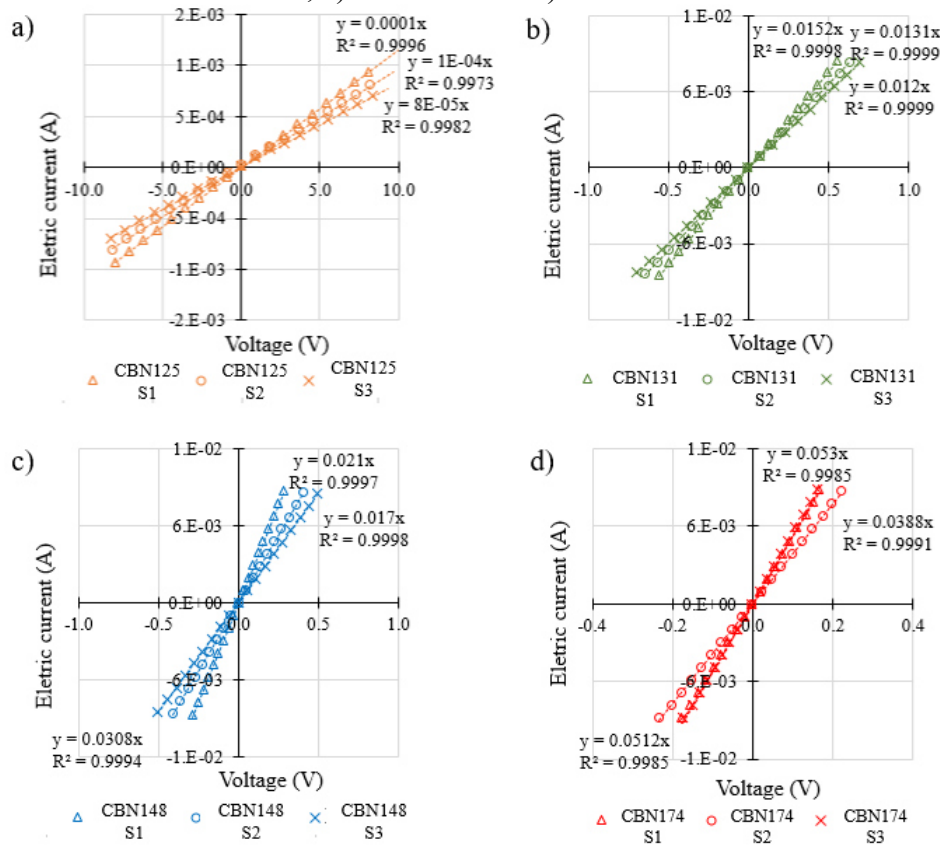 a)
2.E-03
y = 0.0001x
R² = 0.9996
1.E-03
y = 1E-04x
R² = 0.9973
5.E-04
y = 8E-05x
R² = 0.9982
0.E+00
-10.0 -5.0 0.0 5.0 10.0
-5.E-04
-1.E-03
-2.E-03
Eletric current (A)
Voltage (V)
CBN125 S1
CBN125 S2
CBN125 S3
b)
1.E-02
y = 0.0152x
R² = 0.9998
y = 0.0131x
R² = 0.9999
6.E-03
y = 0.012x
R² = 0.9999
0.E+00
-1.0 -0.5 0.0 0.5 1.0
-6.E-03
-1.E-02
Eletric current (A)
Voltage (V)
CBN131 S1
CBN131 S2
CBN131 S3
c)
1.E-02
y = 0.021x
R² = 0.9997
6.E-03
y = 0.017x
R² = 0.9998
0.E+00
-1.0 -0.5 0.0 0.5 1.0
-6.E-03
y = 0.0308x
R² = 0.9994
-1.E-02
Eletric current (A)
Voltage (V)
CBN148 S1
CBN148 S2
CBN148 S3
d)
1.E-02
y = 0.053x
R² = 0.9985
6.E-03
y = 0.0388x
R² = 0.9991
0.E+00
-0.4 -0.2 0.0 0.2 0.4
-6.E-03
y = 0.0512x
R² = 0.9985
-1.E-02
Eletric current (A)
Voltage (V)
CBN174 S1
CBN174 S2
CBN174 S3